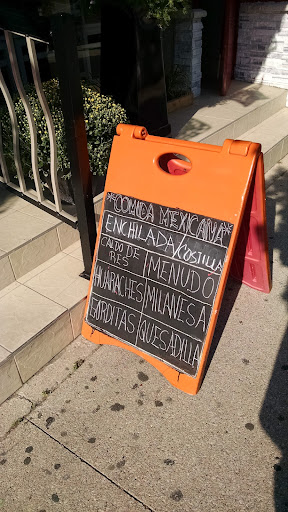 *COMIDA MEXICANA*
ENCHILADA/COSTILLA
CALDO DE RES MENUDO
HUARACHES MILANESA
GORDITAS QUESADILLA